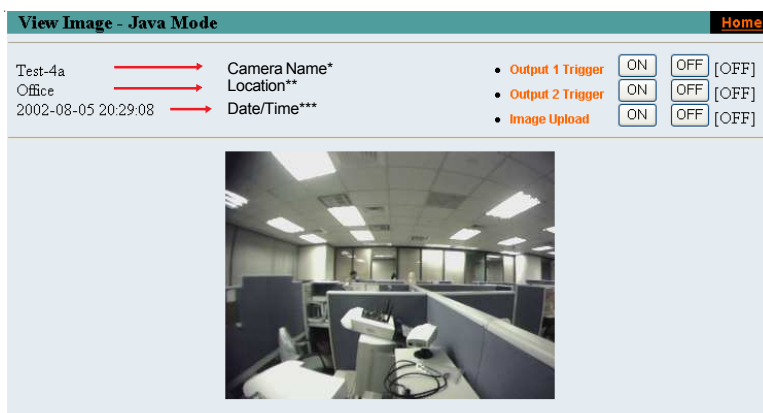 View Image - Java Mode
Home
Test-4a
Camera Name*
Office
Location**
2002-08-05 20:29:08
Date/Time***
Output 1 Trigger ON OFF [OFF]
Output 2 Trigger ON OFF [OFF]
Image Upload ON OFF [OFF]